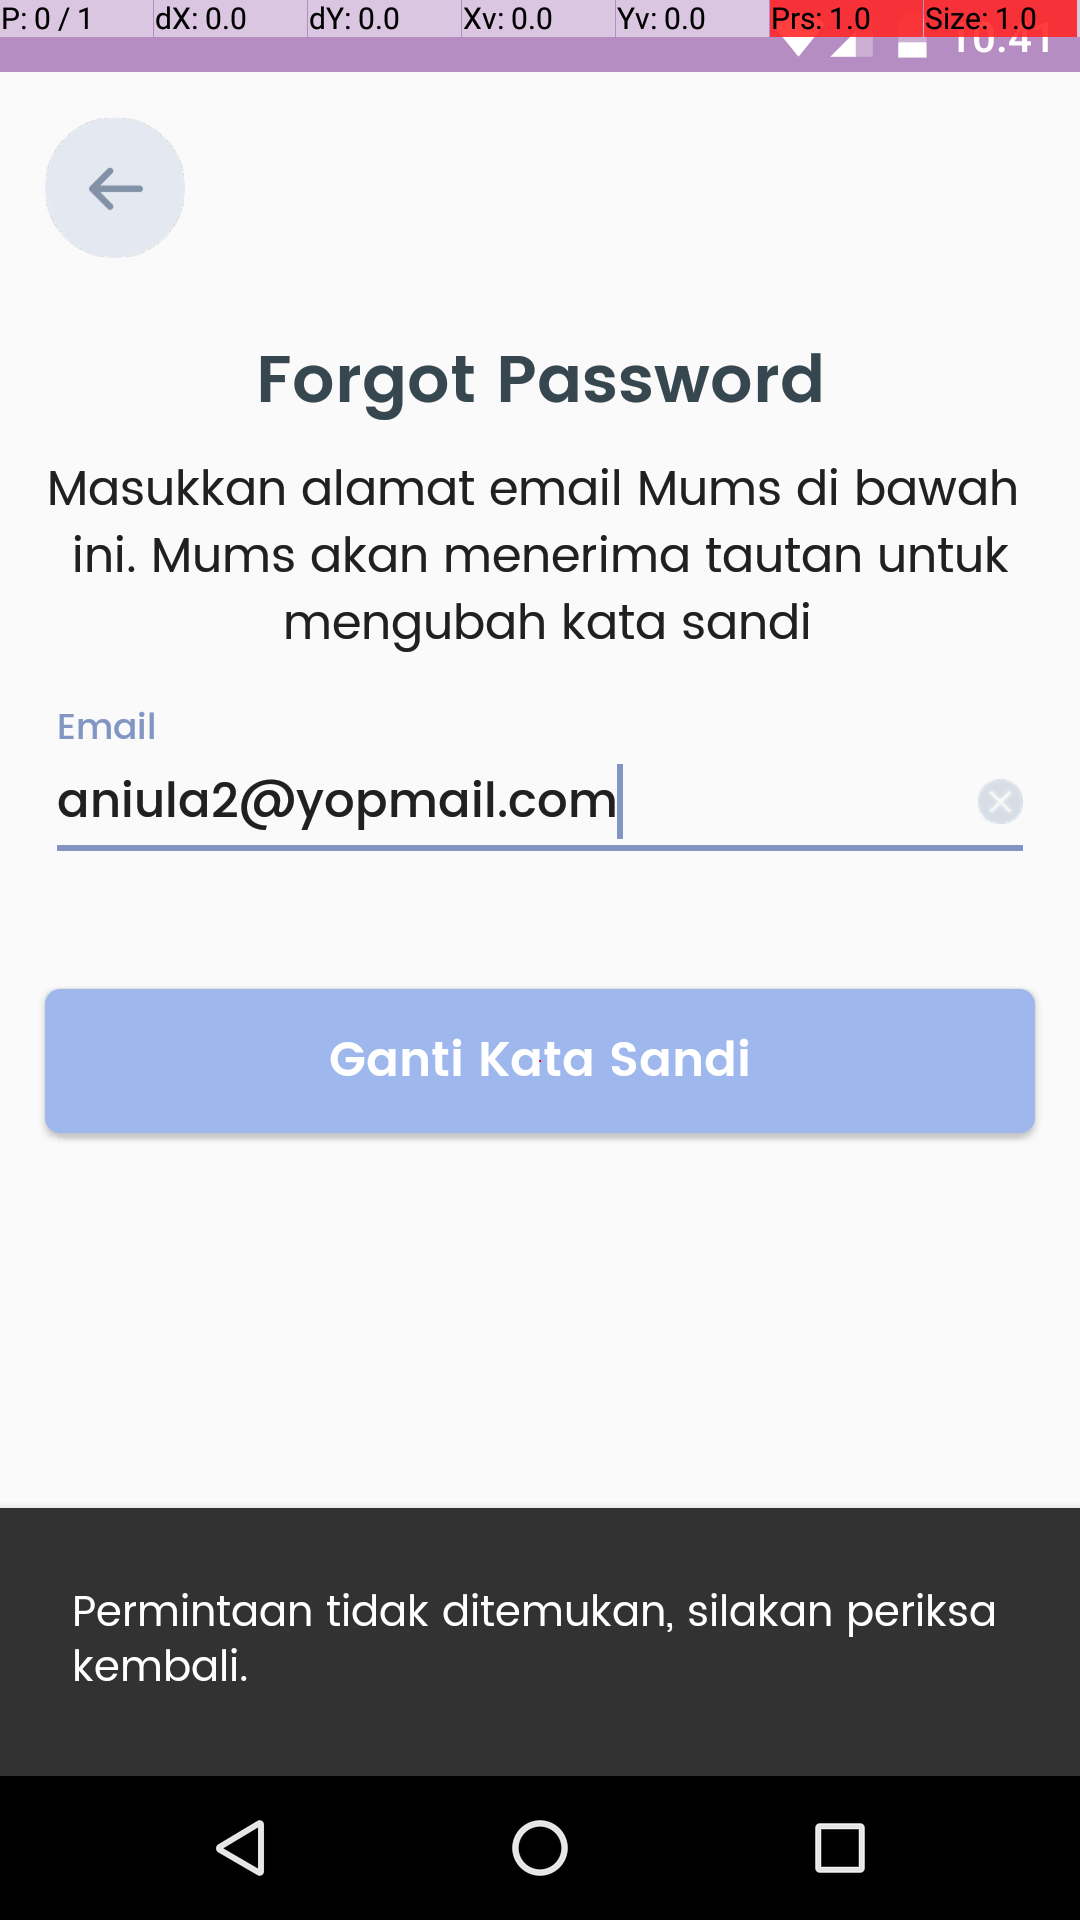 P: 0 / 1 dX: 0.0 dY: 0.0 Xv: 0.0 Yv: 0.0 Prs: 1.0 Size: 1.0
10:41
Forgot Password
Masukkan alamat email Mums di bawah
ini. Mums akan menerima tautan untuk
mengubah kata sandi
Email
aniula2@yopmail.com
Ganti Kata Sandi
Permintaan tidak ditemukan, silakan periksa
kembali.